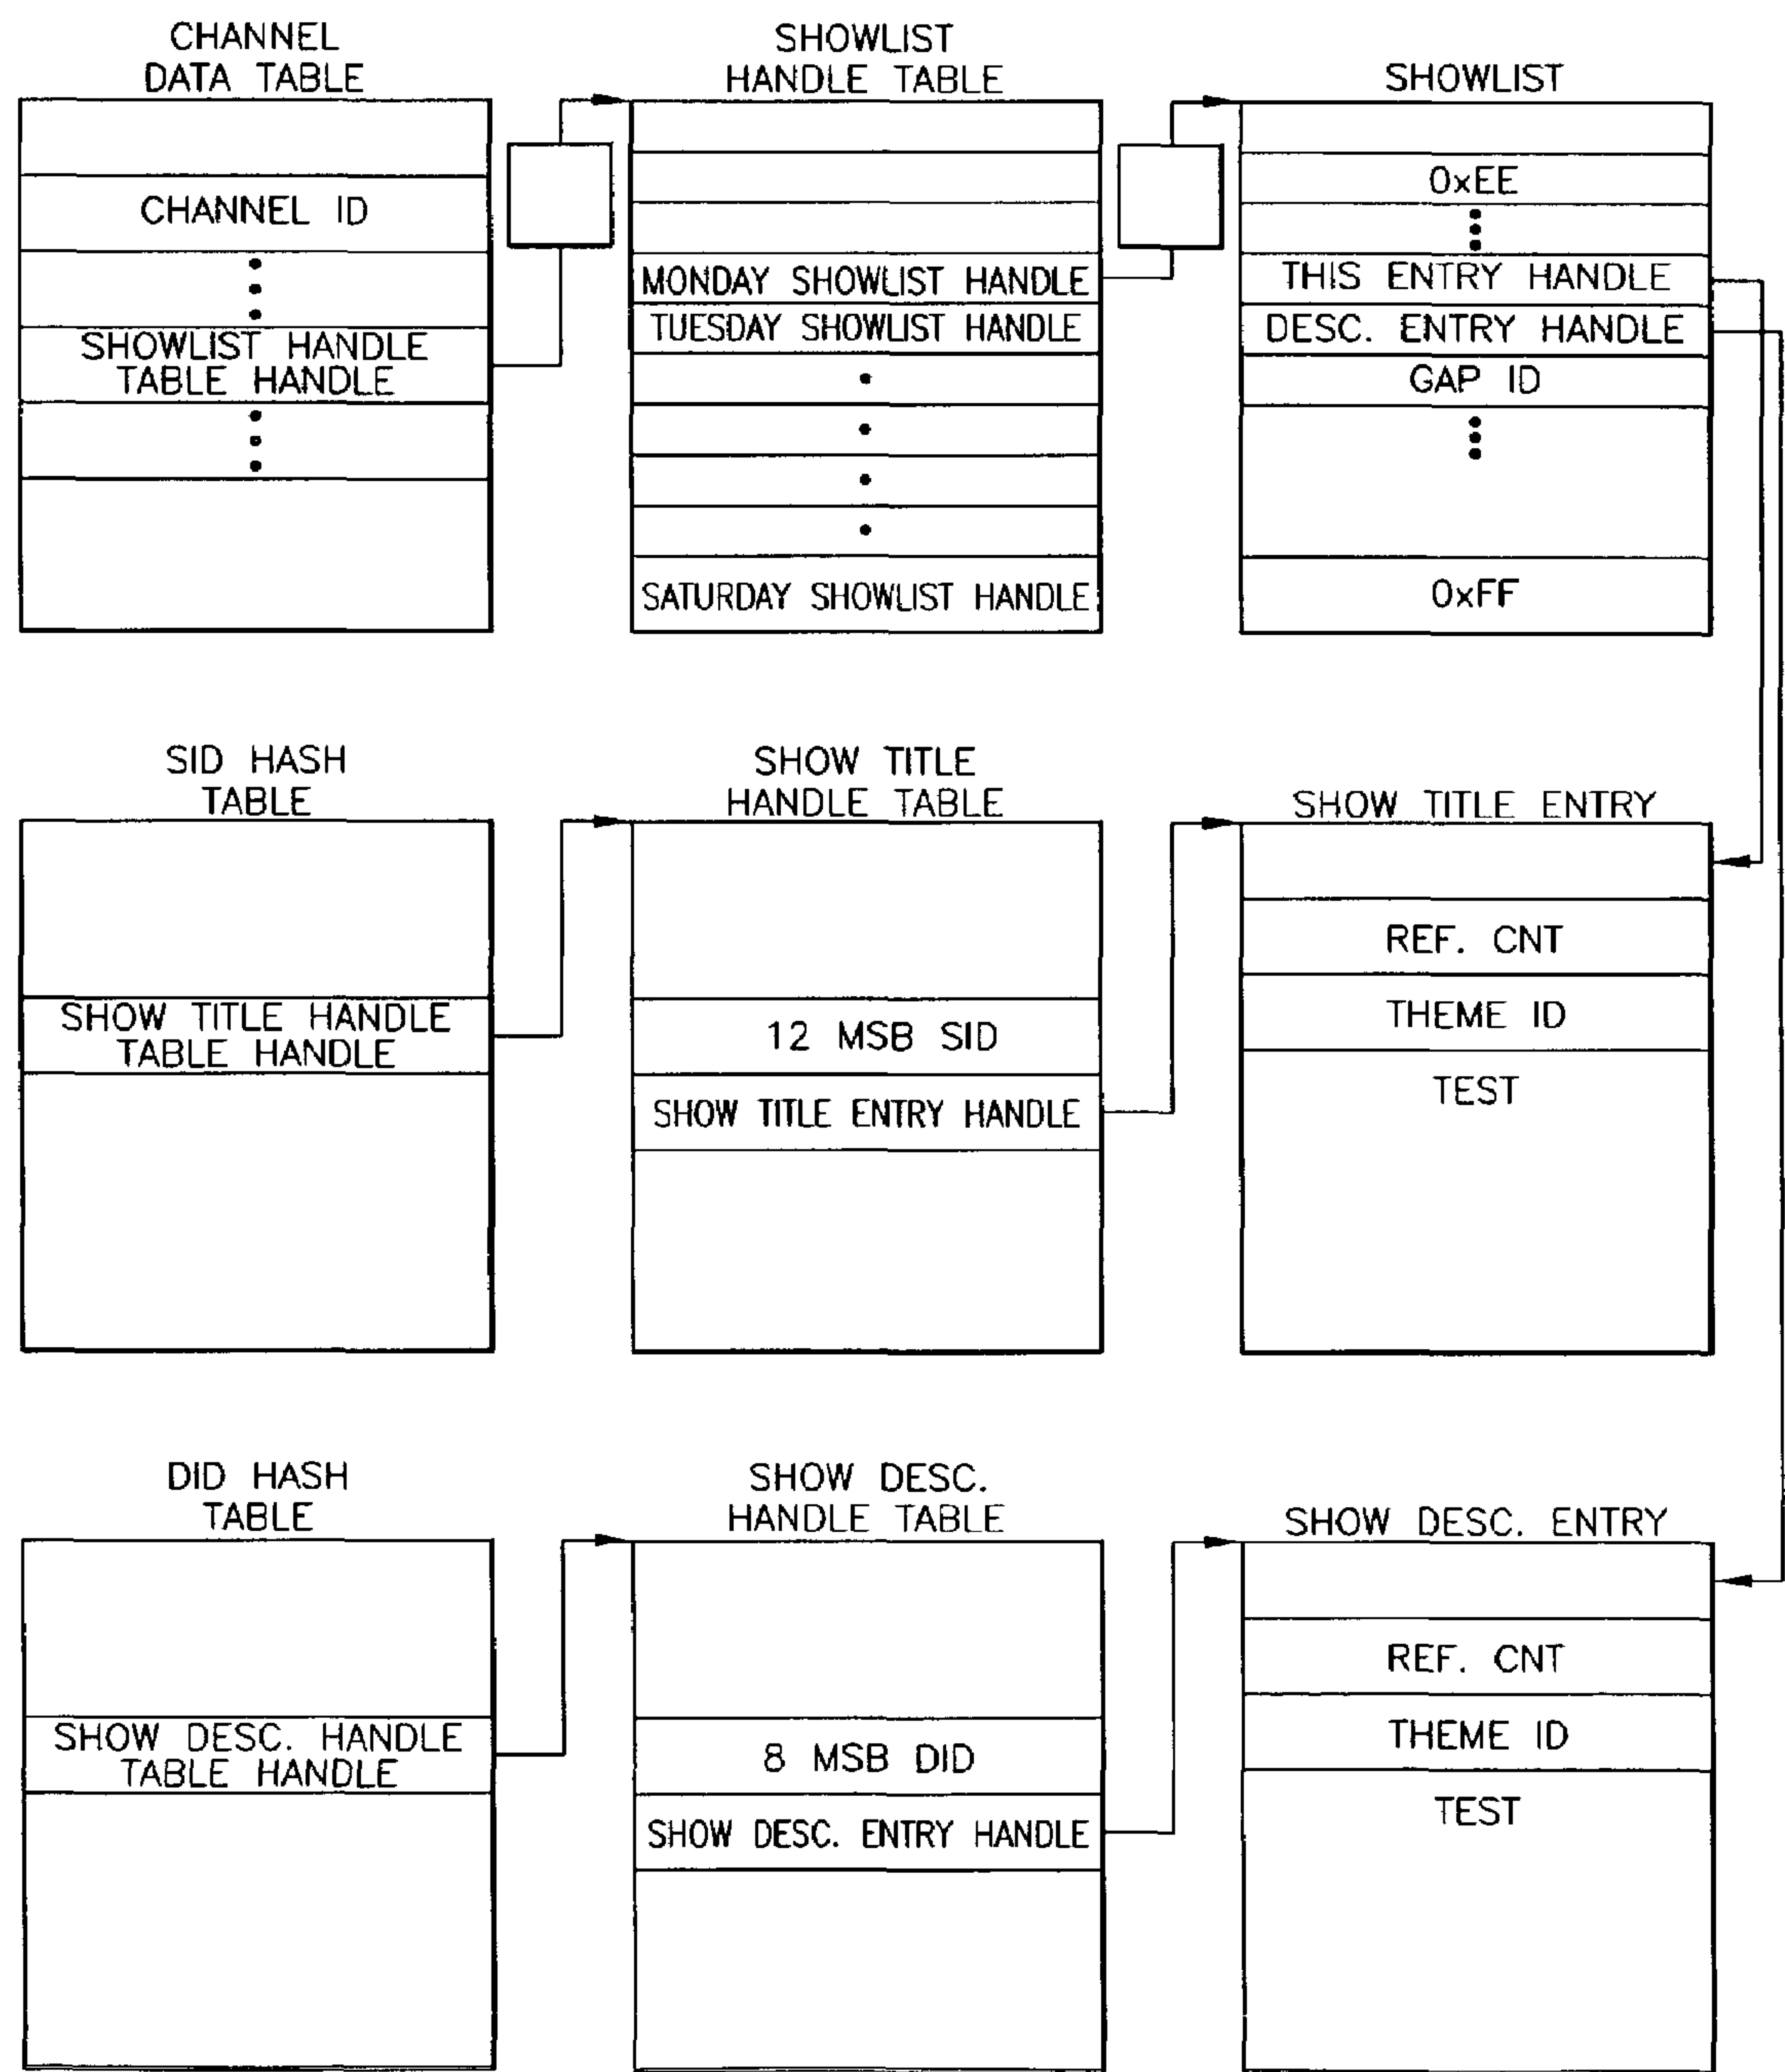 CHANNEL
DATA TABLE
CHANNEL ID
SHOWLIST HANDLE
TABLE HANDLE
SHOWLIST
HANDLE TABLE
MONDAY SHOWLIST HANDLE
TUESDAY SHOWLIST HANDLE
SATURDAY SHOWLIST HANDLE
SHOWLIST
0xEE
THIS ENTRY HANDLE
DESC. ENTRY HANDLE
GAP ID
0xFF
SID HASH
TABLE
SHOW TITLE HANDLE
TABLE HANDLE
SHOW TITLE
HANDLE TABLE
12 MSB SID
SHOW TITLE ENTRY HANDLE
SHOW TITLE ENTRY
REF. CNT
THEME ID
TEST
DID HASH
TABLE
SHOW DESC. HANDLE
TABLE HANDLE
SHOW DESC.
HANDLE TABLE
8 MSB DID
SHOW DESC. ENTRY HANDLE
SHOW DESC. ENTRY
REF. CNT
THEME ID
TEST